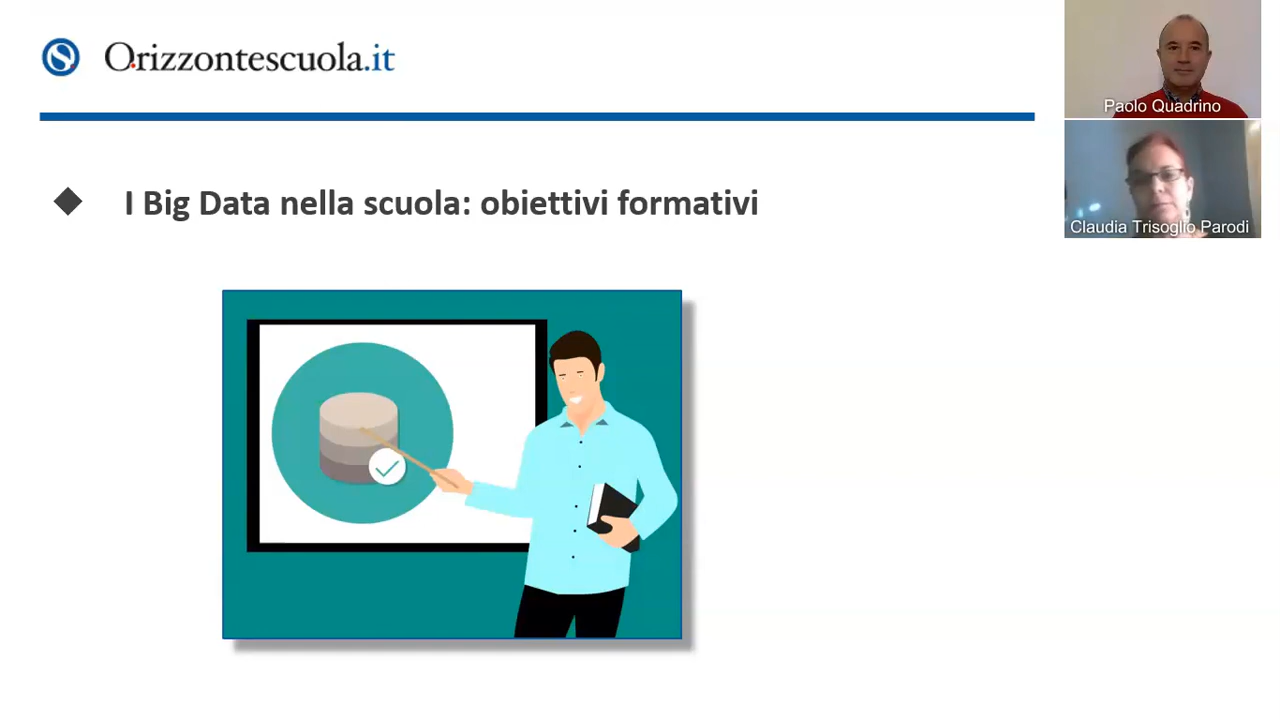 Orizzontescuola.it
I Big Data nella scuola: obiettivi formativi
Paolo Quadrino
Claudia Trisoglio Parodi